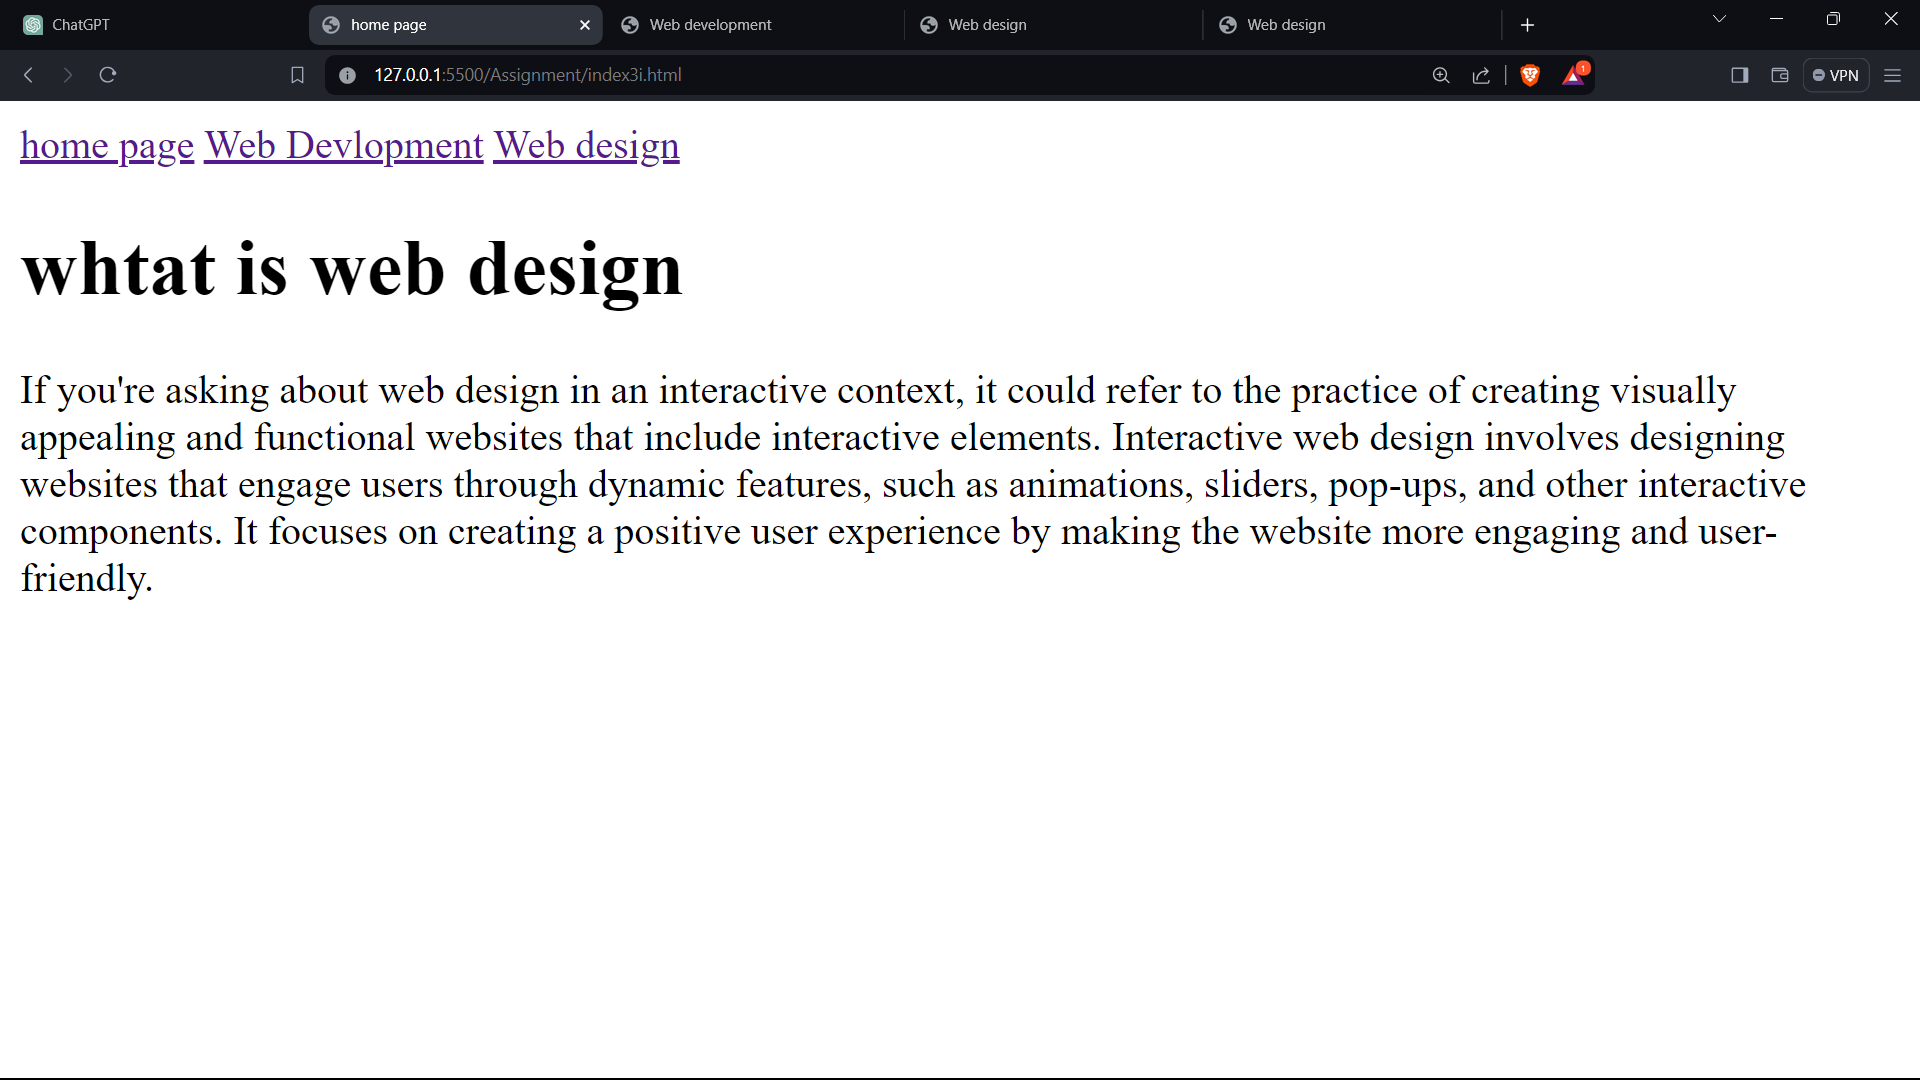 ChatGPT
home page
Web development
Web design
Web design
127.0.0.1:5500/Assignment/index3i.html
1
VPN
home page Web Devlopment Web design
whtat is web design
If you're asking about web design in an interactive context, it could refer to the practice of creating visually
appealing and functional websites that include interactive elements. Interactive web design involves designing
websites that engage users through dynamic features, such as animations, sliders, pop-ups, and other interactive
components. It focuses on creating a positive user experience by making the website more engaging and user-
friendly.